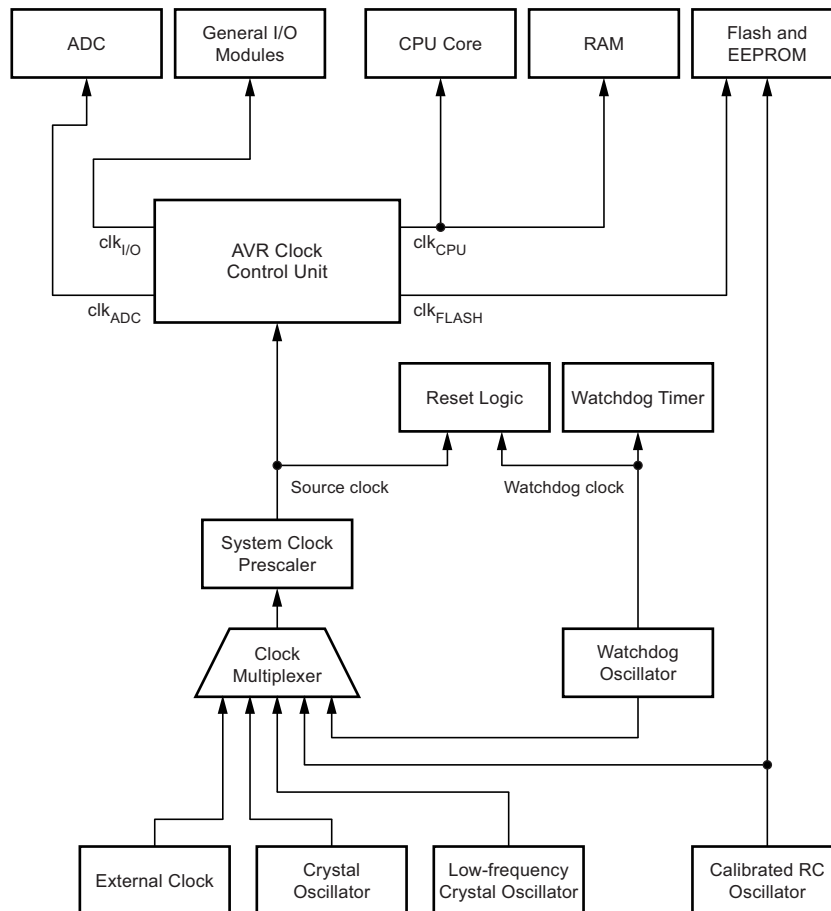 ADC
General I/O
Modules
CPU Core
RAM
Flash and
EEPROM
clkI/O
AVR Clock
Control Unit
clkCPU
clkADC
clkFLASH
Reset Logic
Watchdog Timer
Source clock
Watchdog clock
System Clock
Prescaler
Clock
Multiplexer
Watchdog
Oscillator
External Clock
Crystal
Oscillator
Low-frequency
Crystal Oscillator
Calibrated RC
Oscillator